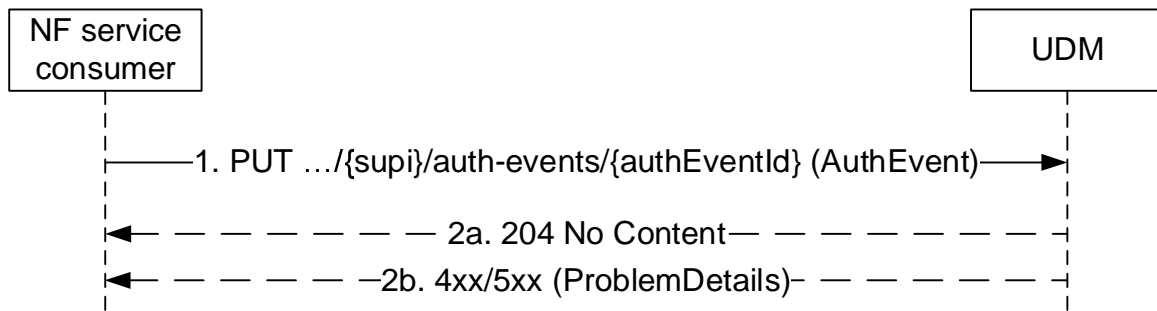 NF service
consumer
UDM
1. PUT …/{supi}/auth-events/{authEventId} (AuthEvent)
2a. 204 No Content
2b. 4xx/5xx (ProblemDetails)